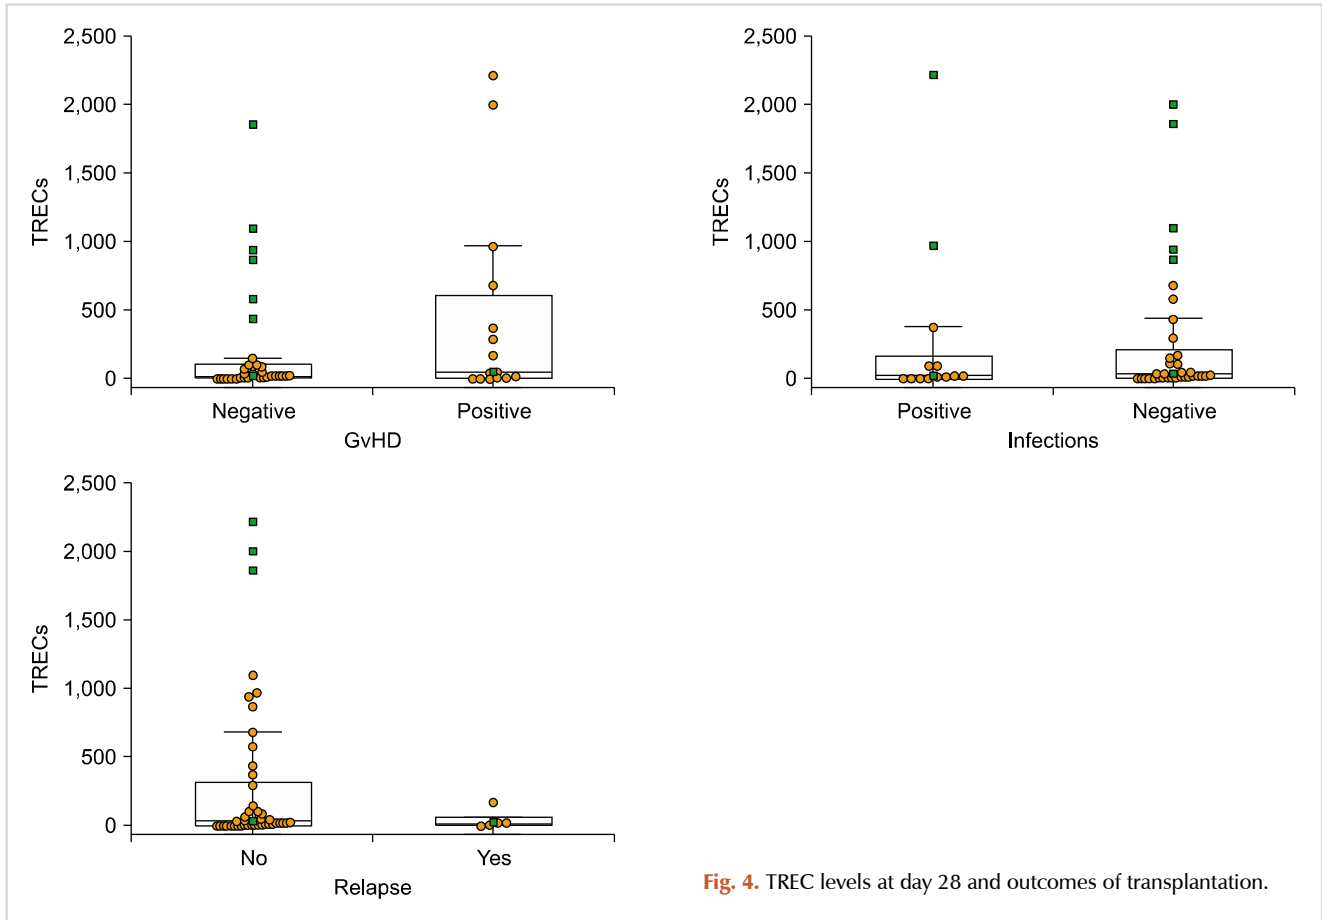 2,500
2,000
1,500
1,000
500
0
TRECs
Negative
Positive
GvHD
2,500
2,000
1,500
1,000
500
0
TRECs
Positive
Negative
Infections
2,500
2,000
1,500
1,000
500
0
TRECs
No
Yes
Relapse
Fig. 4. TREC levels at day 28 and outcomes of transplantation.